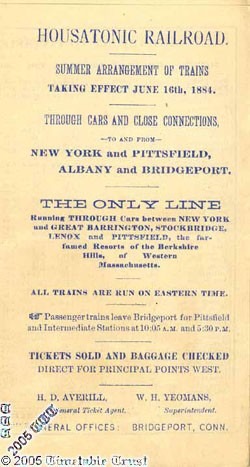 HOUSATONIC RAILROAD.
SUMMER ARRANGEMENT OF TRAINS
TAKING EFFECT JUNE 16th, 1884.
THROUGH CARS AND CLOSE CONNECTIONS,
—TO AND FROM—
NEW YORK and PITTSFIELD,
ALBANY and BRIDGEPORT.
THE ONLY LINE
Running THROUGH Cars between NEW YORK
and GREAT BARRINGTON, STOCKBRIDGE,
LENOX and PITTSFIELD, the far-
famed Resorts of the Berkshire
Hills, of Western
Massachusetts.
ALL TRAINS ARE RUN ON EASTERN TIME.
☞ Passenger trains leave Bridgeport for Pittsfield
and Intermediate Stations at 10:05 A.M. and 5:30 P.M.
TICKETS SOLD AND BAGGAGE CHECKED
DIRECT FOR PRINCIPAL POINTS WEST.
H. D. AVERILL, W. H. YEOMANS,
General Ticket Agent. Superintendent.
GENERAL OFFICES: BRIDGEPORT, CONN.
© 2005
© 2005 Timetable Trust